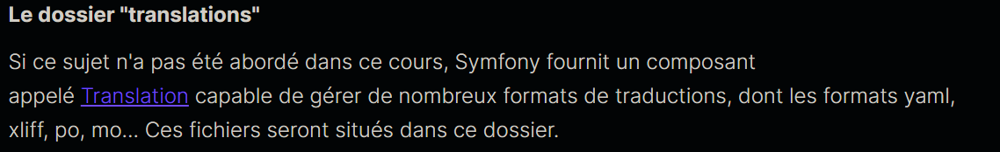 Le dossier "translations"
Si ce sujet n'a pas été abordé dans ce cours, Symfony fournit un composant
appelé Translation capable de gérer de nombreux formats de traductions, dont les formats yaml,
xliff, po, mo... Ces fichiers seront situés dans ce dossier.